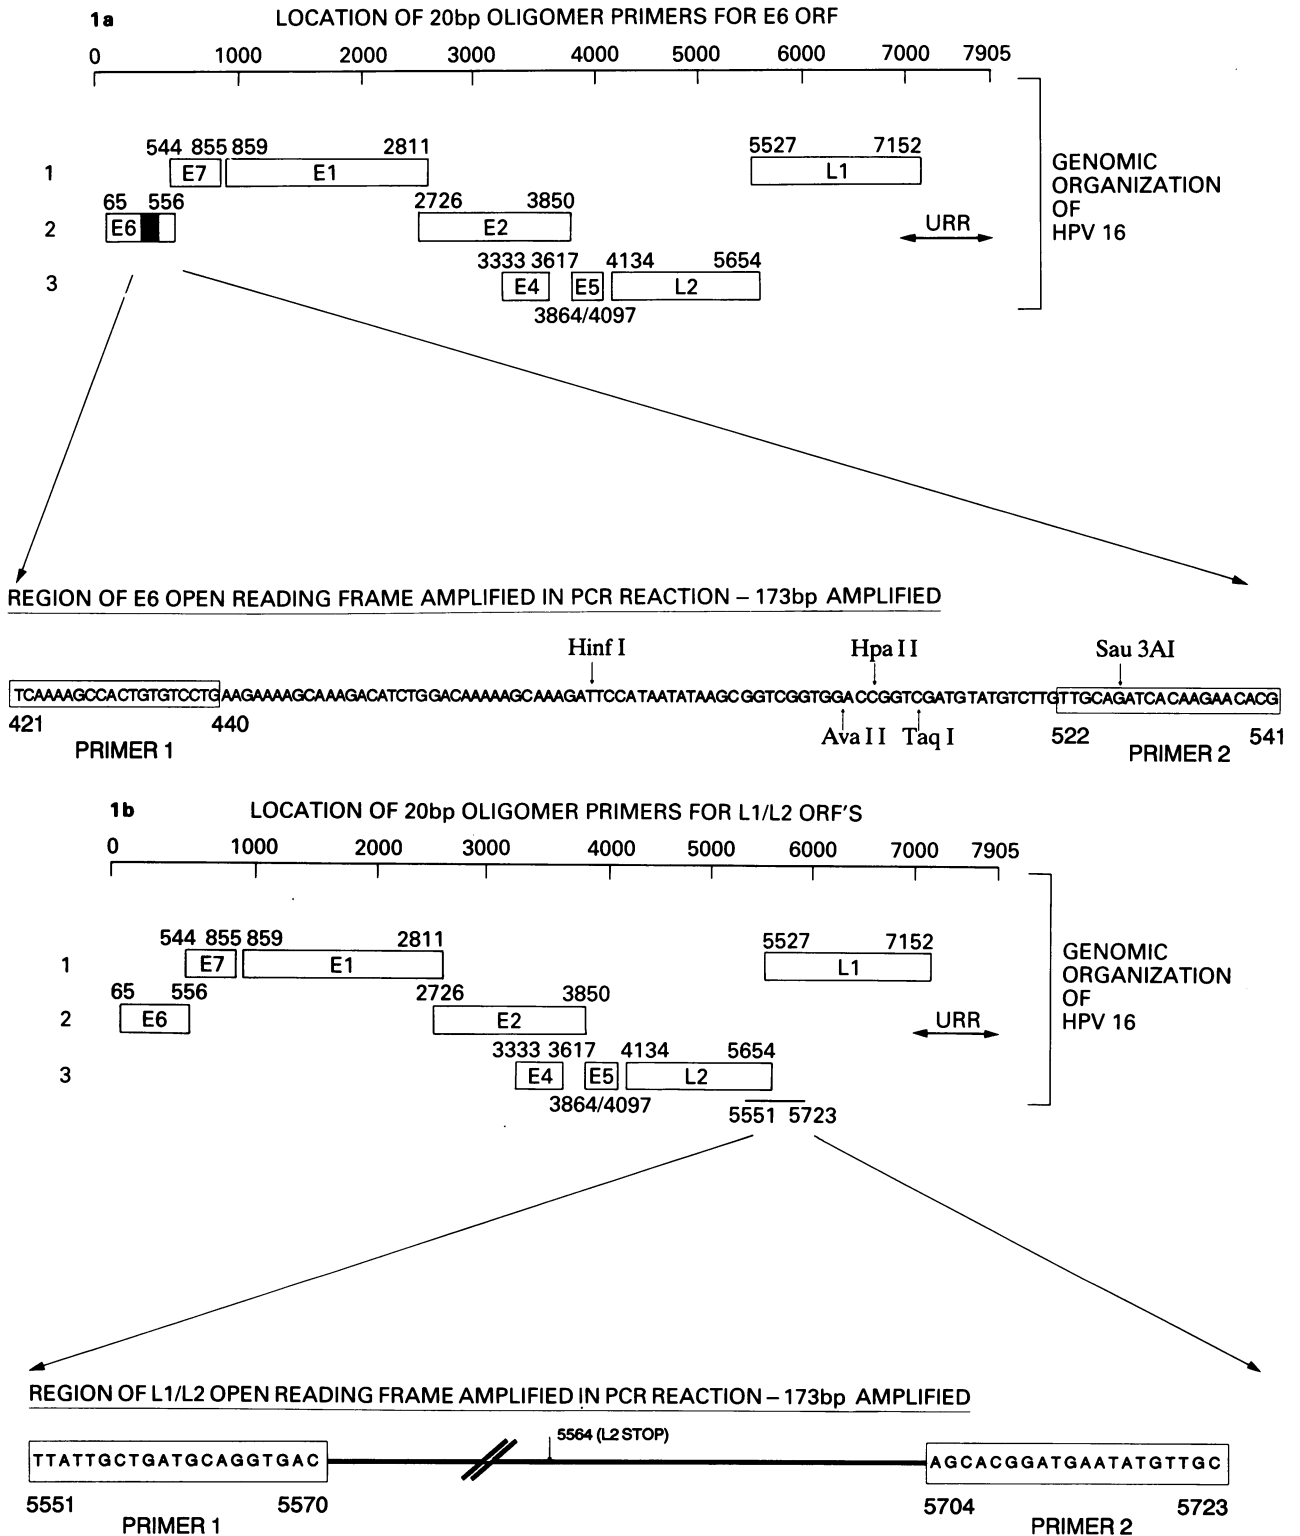 1a LOCATION OF 20bp OLIGOMER PRIMERS FOR E6 ORF
0 1000 2000 3000 4000 5000 6000 7000 7905
544 855 859 2811 5527 7152
1 E7 E1 L1
65 556 2726 3850
2 E6 E2 URR
3333 3617 4134 5654
3 E4 E5 L2
3864/4097
GENOMIC
ORGANIZATION
OF
HPV 16
REGION OF E6 OPEN READING FRAME AMPLIFIED IN PCR REACTION – 173bp AMPLIFIED
Hinf I Hpa II Sau 3AI
TCAAAAGCCACTGTGTCCTGAAGAAAAGCAAAGACATCTGGACAAAAAGCAAAGATTCCATAATATAAGCGGTCGGTGGACCGGTCGATGTATGTCTTGTTGCAGATCACAAGAACACG
421 440 Ava II Taq I 522 541
PRIMER 1 PRIMER 2
1b LOCATION OF 20bp OLIGOMER PRIMERS FOR L1/L2 ORF'S
0 1000 2000 3000 4000 5000 6000 7000 7905
544 855 859 2811 5527 7152
1 E7 E1 L1
65 556 2726 3850
2 E6 E2 URR
3333 3617 4134 5654
3 E4 E5 L2
3864/4097 5551 5723
GENOMIC
ORGANIZATION
OF
HPV 16
REGION OF L1/L2 OPEN READING FRAME AMPLIFIED IN PCR REACTION – 173bp AMPLIFIED
5564 (L2 STOP)
TTATTGCTGATGCAGGTGAC AGCACGGATGAATATGTTGC
5551 5570 5704 5723
PRIMER 1 PRIMER 2